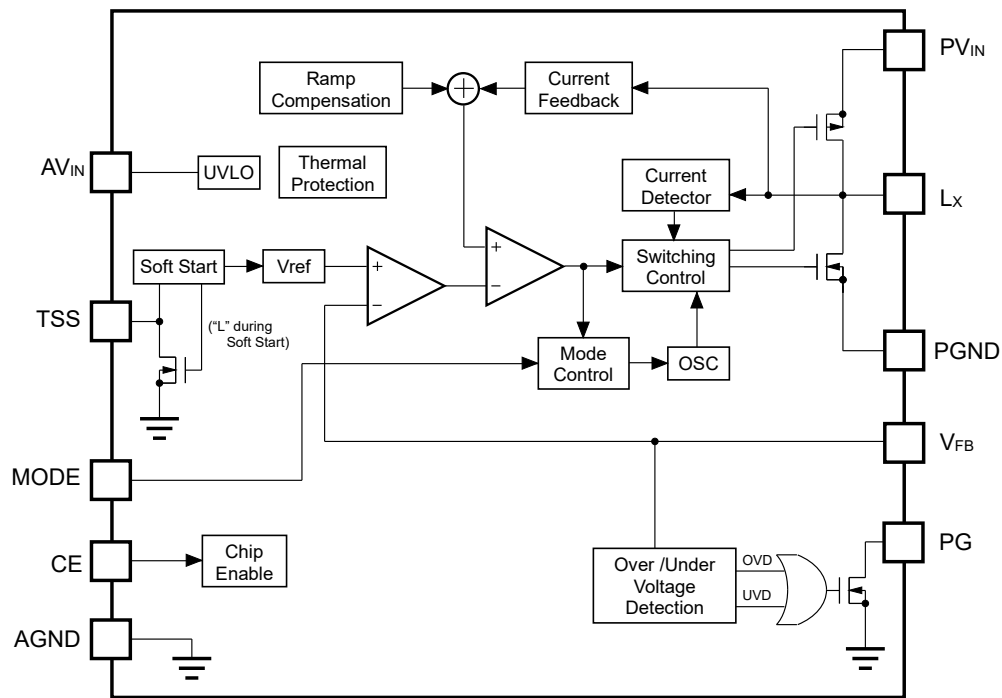 PVIN
Ramp
Compensation
+
Current
Feedback
AVIN
UVLO
Thermal
Protection
Current
Detector
LX
Soft Start
Vref
+
−
+
−
Switching
Control
TSS
("L" during
Soft Start)
Mode
Control
OSC
PGND
VFB
MODE
CE
Chip
Enable
Over /Under
Voltage
Detection
OVD
UVD
PG
AGND